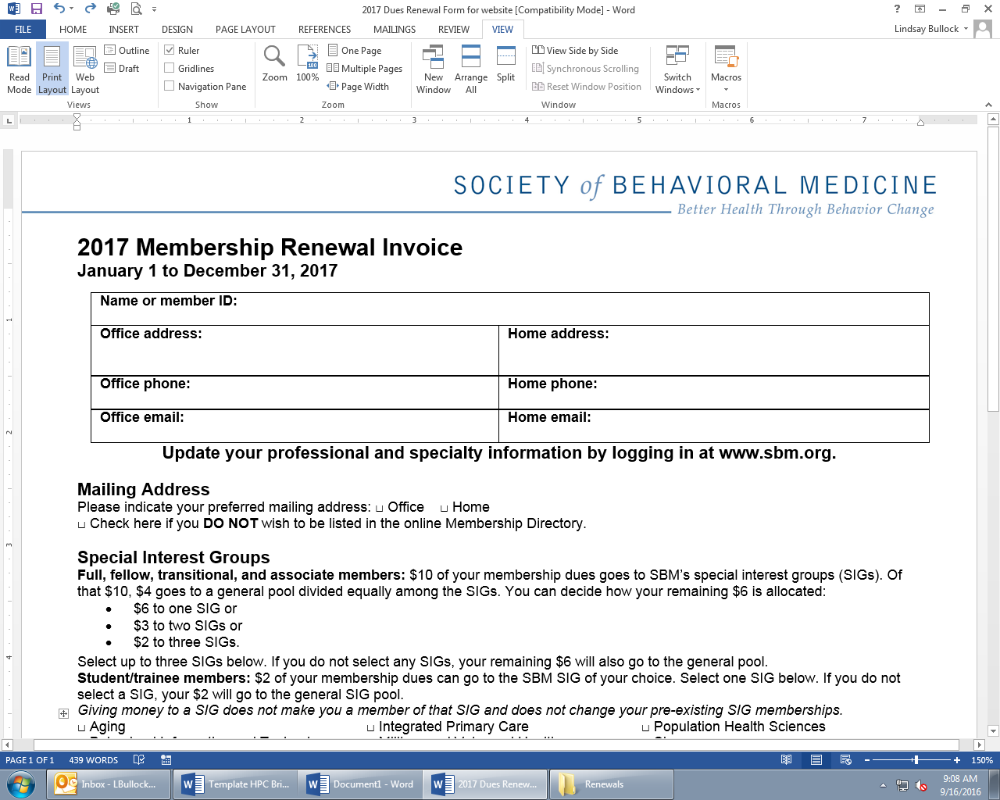 2017 Dues Renewal Form for website [Compatibility Mode] - Word
FILE HOME INSERT DESIGN PAGE LAYOUT REFERENCES MAILINGS REVIEW VIEW Lindsay Bullock
Read Mode Print Layout Web Layout Outline Draft
Views
Ruler
Gridlines
Navigation Pane
Show
Zoom 100% One Page Multiple Pages Page Width
Zoom
New Window Arrange All Split View Side by Side Synchronous Scrolling Reset Window Position Switch Windows
Window
Macros
Macros
1 2 3 4 5 6 7
SOCIETY of BEHAVIORAL MEDICINE
Better Health Through Behavior Change
2017 Membership Renewal Invoice
January 1 to December 31, 2017
Name or member ID:
Office address: Home address:
Office phone: Home phone:
Office email: Home email:
Update your professional and specialty information by logging in at www.sbm.org.
Mailing Address
Please indicate your preferred mailing address: □ Office □ Home
□ Check here if you DO NOT wish to be listed in the online Membership Directory.
Special Interest Groups
Full, fellow, transitional, and associate members: $10 of your membership dues goes to SBM's special interest groups (SIGs). Of
that $10, $4 goes to a general pool divided equally among the SIGs. You can decide how your remaining $6 is allocated:
• $6 to one SIG or
• $3 to two SIGs or
• $2 to three SIGs.
Select up to three SIGs below. If you do not select any SIGs, your remaining $6 will also go to the general pool.
Student/trainee members: $2 of your membership dues can go to the SBM SIG of your choice. Select one SIG below. If you do not
select a SIG, your $2 will go to the general SIG pool.
Giving money to a SIG does not make you a member of that SIG and does not change your pre-existing SIG memberships.
□ Aging □ Integrated Primary Care □ Population Health Sciences
PAGE 1 OF 1 439 WORDS 150%
Inbox - LBullock... Template HPC Bri... Document1 - Word 2017 Dues Renew... Renewals 9:08 AM
9/16/2016